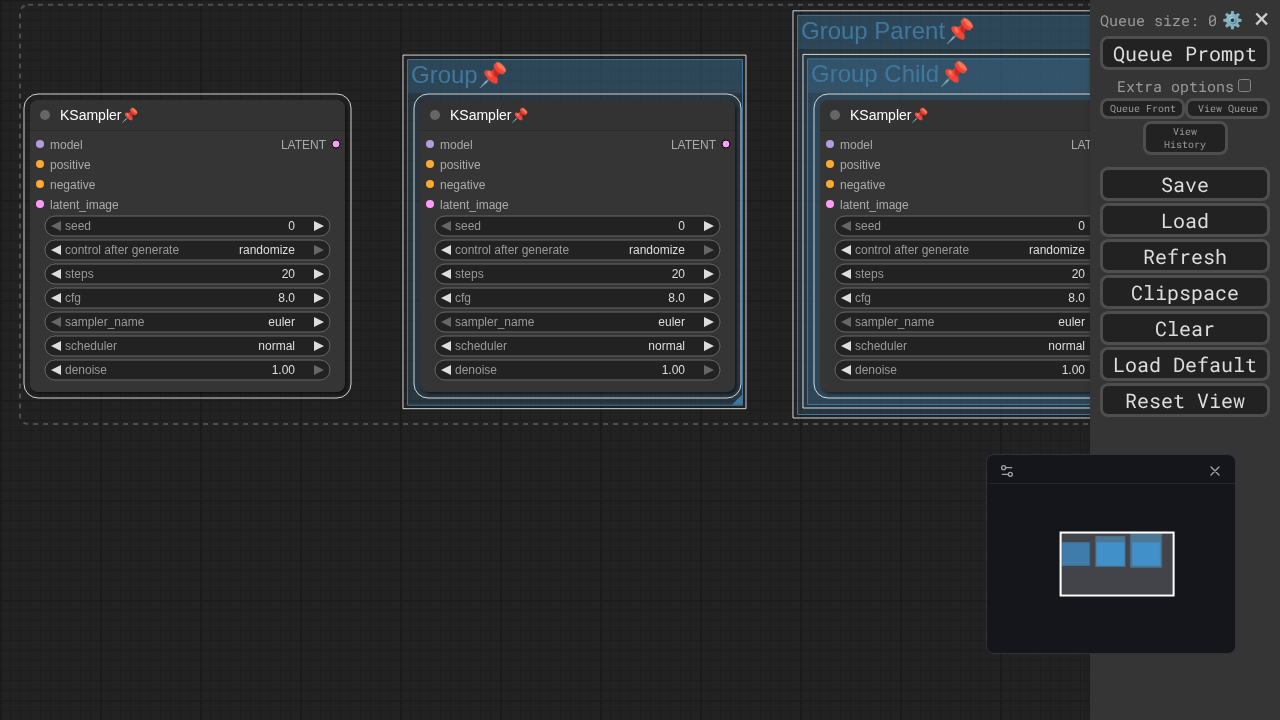 KSampler📌
model
LATENT
positive
negative
latent_image
seed 0
control after generate randomize
steps 20
cfg 8.0
sampler_name euler
scheduler normal
denoise 1.00
Group📌
KSampler📌
model
LATENT
positive
negative
latent_image
seed 0
control after generate randomize
steps 20
cfg 8.0
sampler_name euler
scheduler normal
denoise 1.00
Group Parent📌
Group Child📌
KSampler📌
model
LAT
positive
negative
latent_image
seed 0
control after generate randomize
steps 20
cfg 8.0
sampler_name euler
scheduler normal
denoise 1.00
Queue size: 0
Queue Prompt
Extra options
Queue Front
View Queue
View
History
Save
Load
Refresh
Clipspace
Clear
Load Default
Reset View